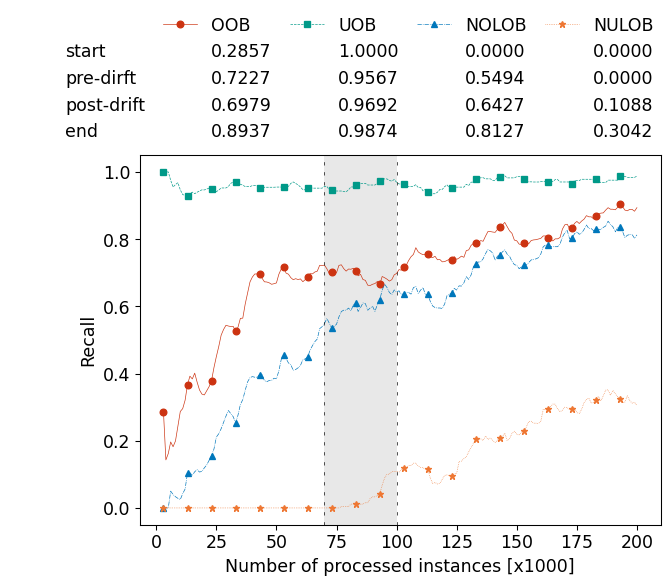 OOB UOB NOLOB NULOB
start 0.2857 1.0000 0.0000 0.0000
pre-dirft 0.7227 0.9567 0.5494 0.0000
post-drift 0.6979 0.9692 0.6427 0.1088
end 0.8937 0.9874 0.8127 0.3042
1.0
0.8
0.6
0.4
0.2
0.0
Recall
0 25 50 75 100 125 150 175 200
Number of processed instances [x1000]